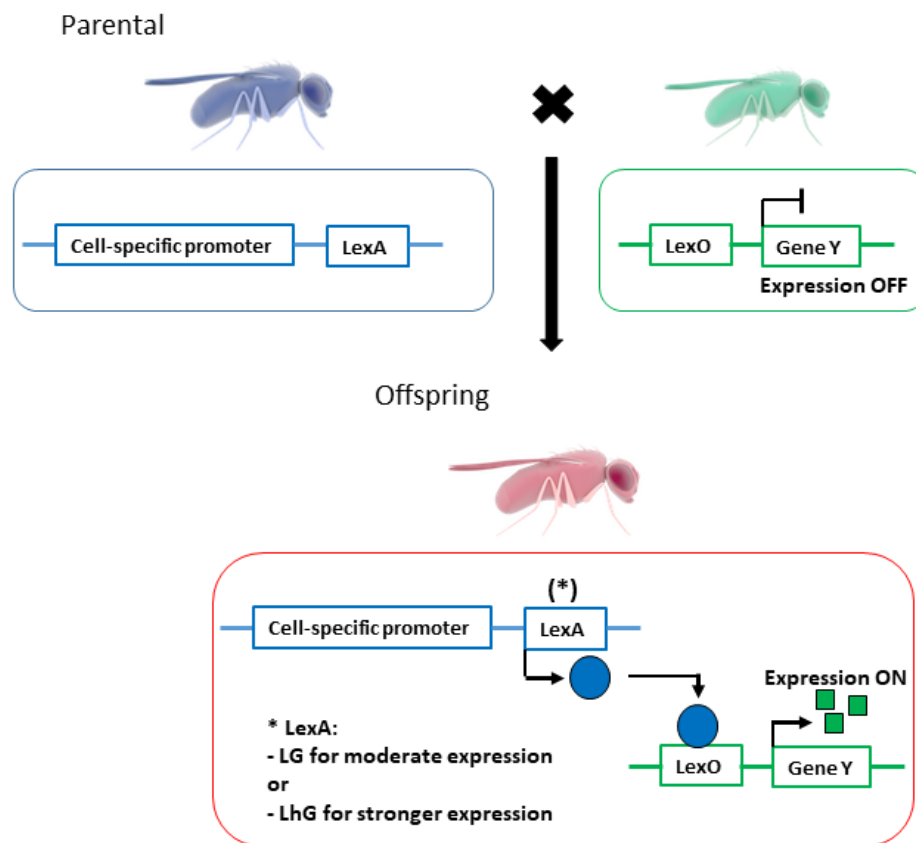 Parental
Cell-specific promoter
LexA
LexO
Gene Y
Expression OFF
Offspring
(*)
Cell-specific promoter
LexA
Expression ON
* LexA:
- LG for moderate expression
or
- LhG for stronger expression
LexO
Gene Y